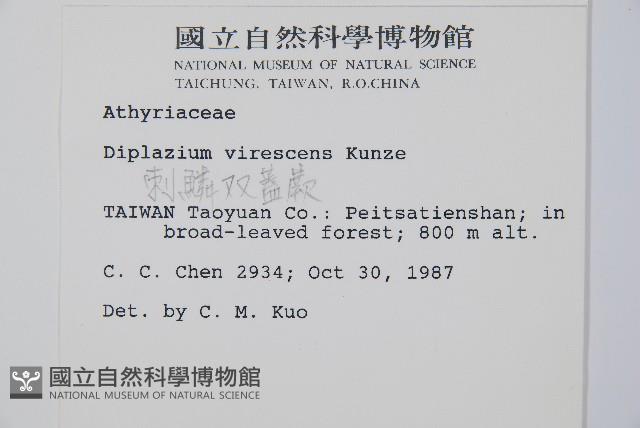 國立自然科學博物館
NATIONAL MUSEUM OF NATURAL SCIENCE
TAICHUNG, TAIWAN, R.O.CHINA
Athyriaceae
Diplazium virescens Kunze
刺鱗双蓋蕨
TAIWAN Taoyuan Co.: Peitsatienshan; in
broad-leaved forest; 800 m alt.
C. C. Chen 2934; Oct 30, 1987
Det. by C. M. Kuo
國立自然科學博物館
NATIONAL MUSEUM OF NATURAL SCIENCE